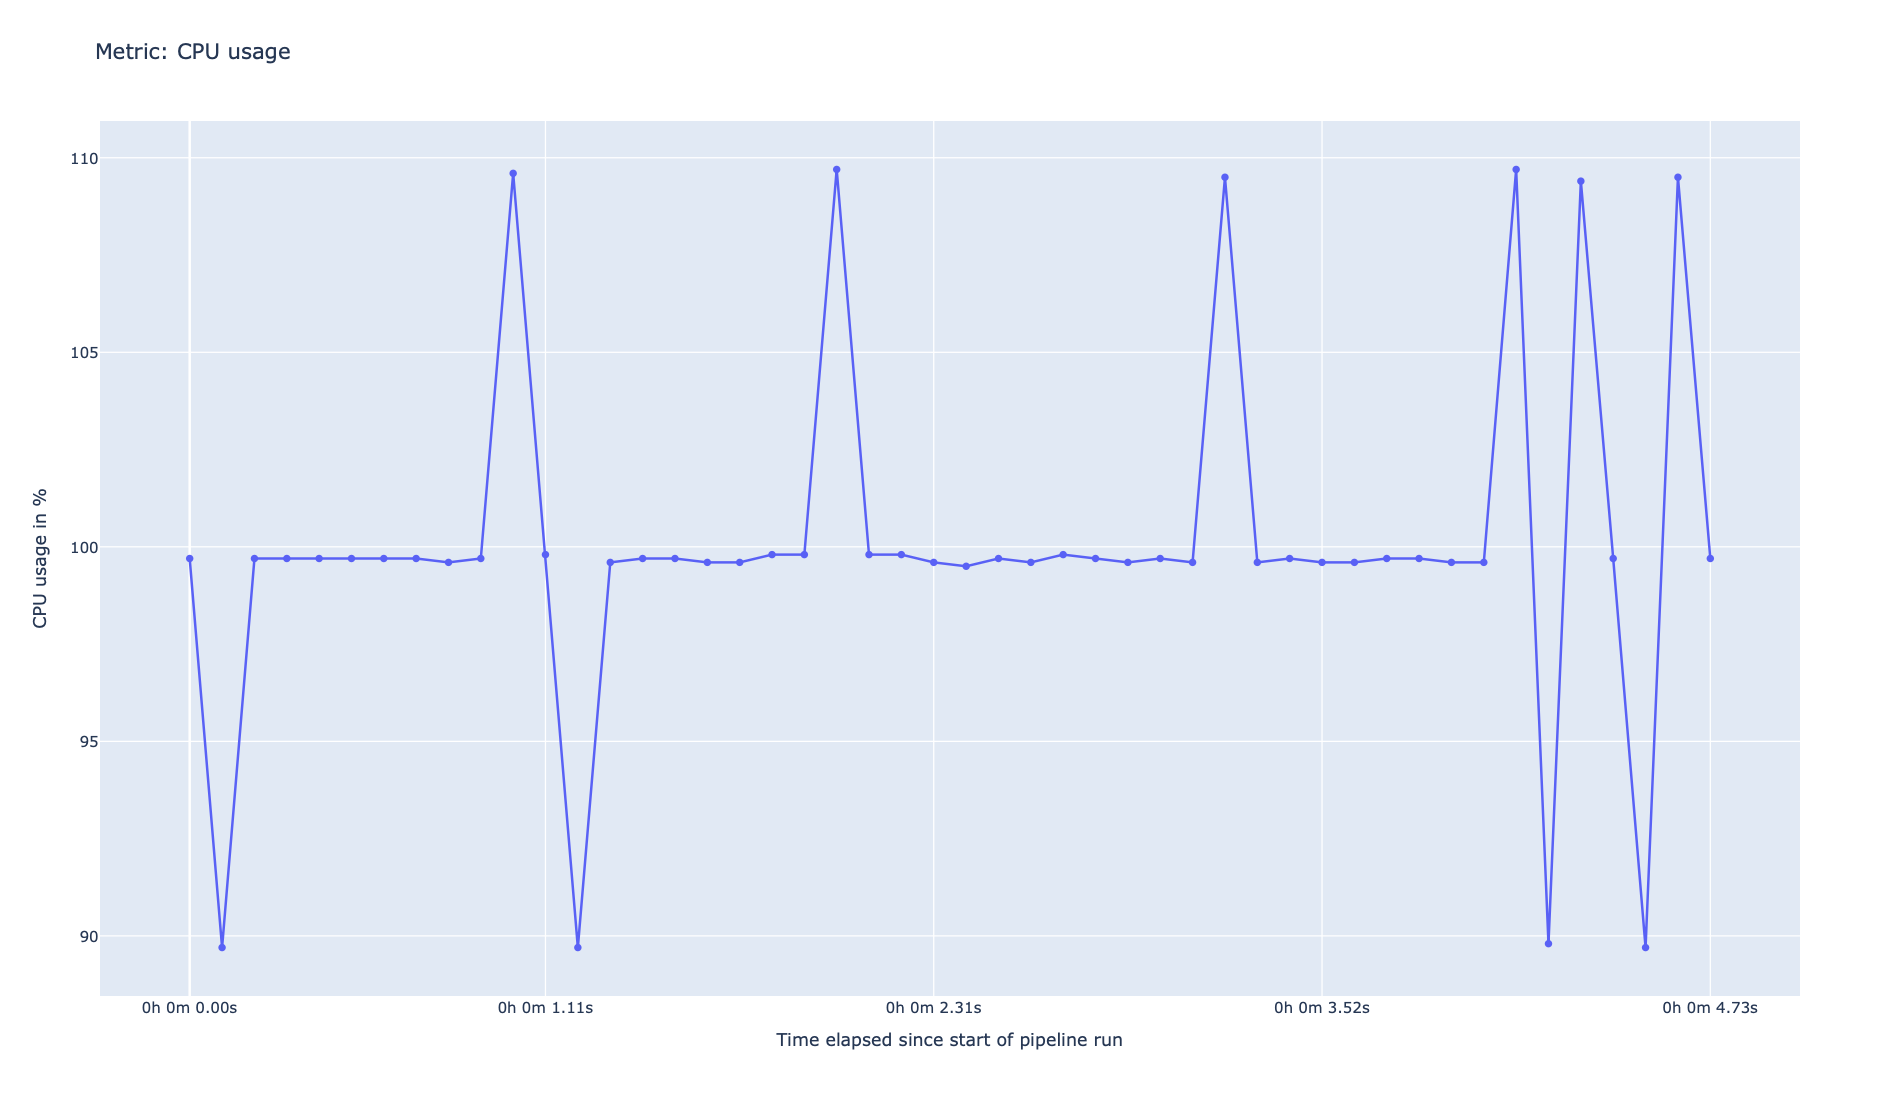 Metric: CPU usage
110
105
100
95
90
CPU usage in %
0h 0m 0.00s
0h 0m 1.11s
0h 0m 2.31s
0h 0m 3.52s
0h 0m 4.73s
Time elapsed since start of pipeline run